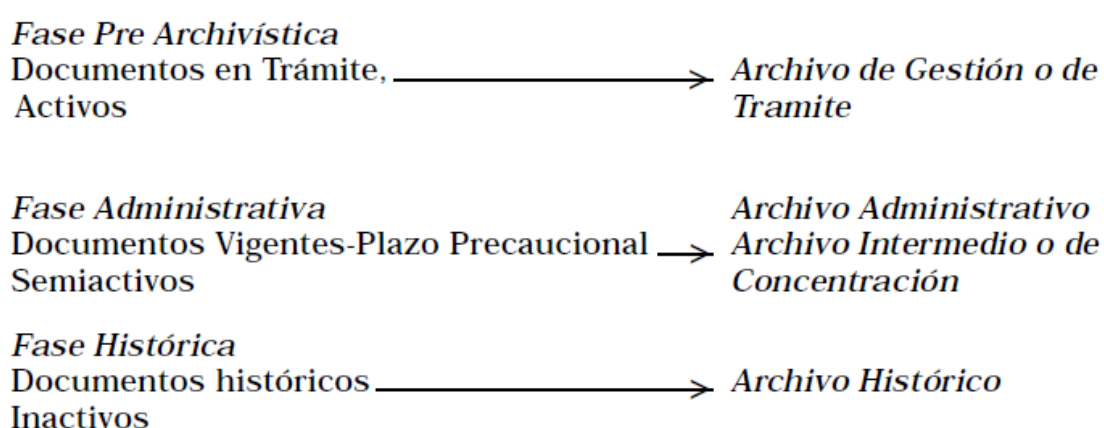 Fase Pre Archivística
Documentos en Trámite, Archivo de Gestión o de
Activos Tramite
Fase Administrativa Archivo Administrativo
Documentos Vigentes-Plazo Precaucional Archivo Intermedio o de
Semiactivos Concentración
Fase Histórica
Documentos históricos Archivo Histórico
Inactivos